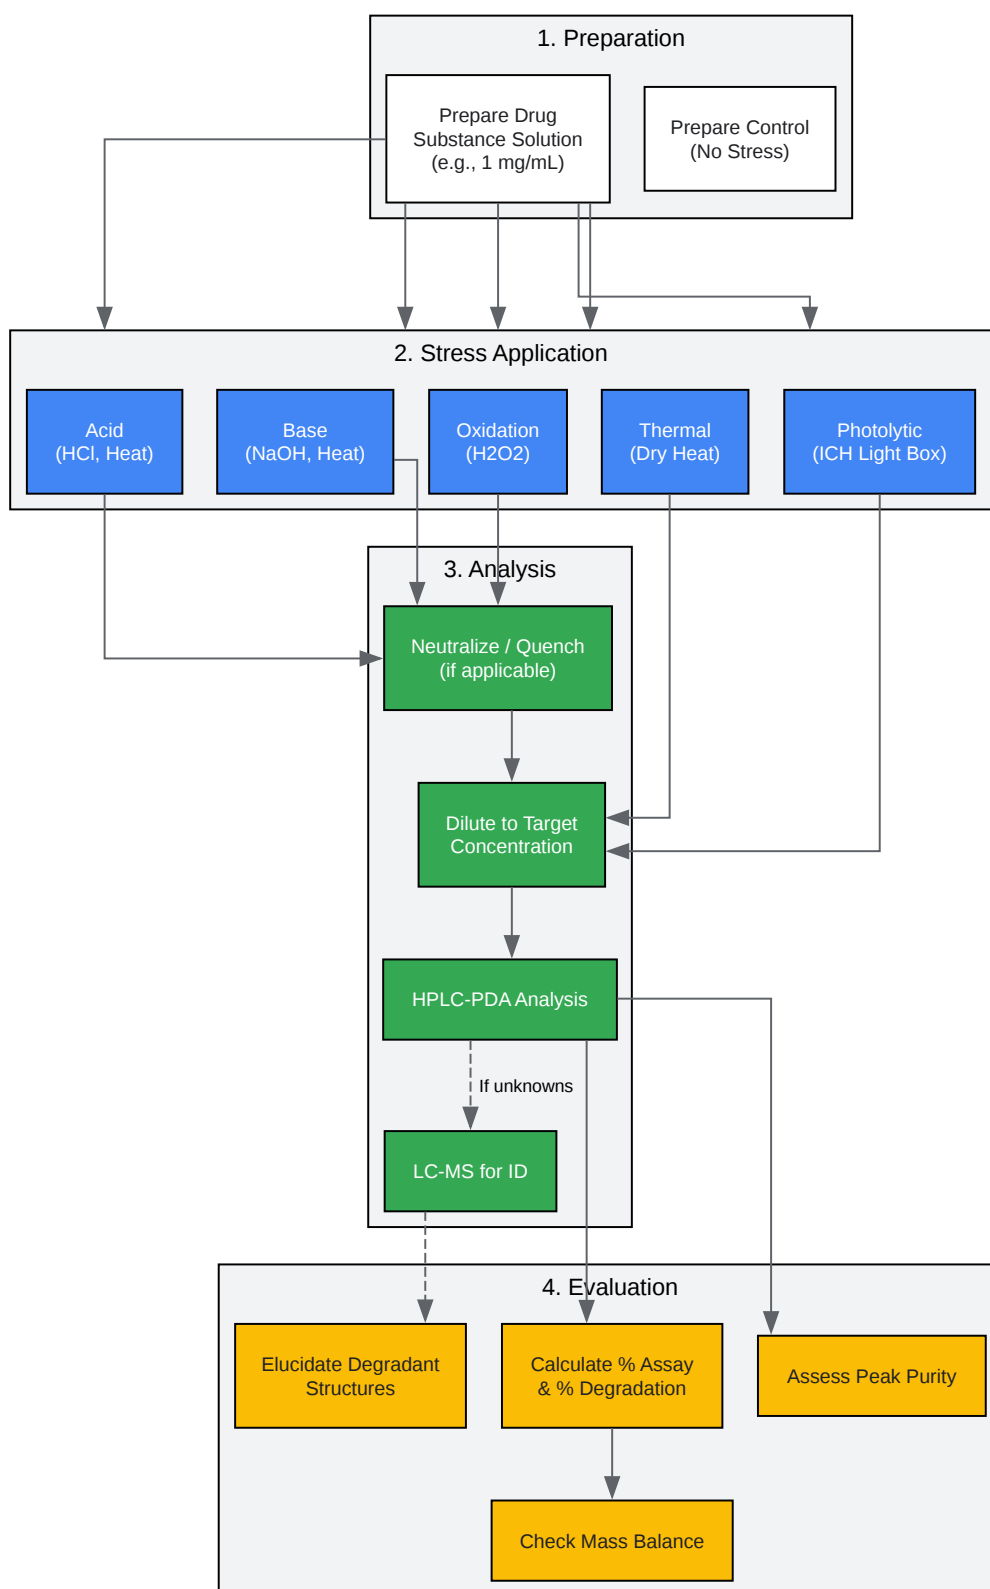 1. Preparation
Prepare Drug
Substance Solution
(e.g., 1 mg/mL)
Prepare Control
(No Stress)
2. Stress Application
Acid
(HCl, Heat)
Base
(NaOH, Heat)
Oxidation
(H2O2)
Thermal
(Dry Heat)
Photolytic
(ICH Light Box)
3. Analysis
Neutralize / Quench
(if applicable)
Dilute to Target
Concentration
HPLC-PDA Analysis
If unknowns
LC-MS for ID
4. Evaluation
Elucidate Degradant
Structures
Calculate % Assay
& % Degradation
Assess Peak Purity
Check Mass Balance